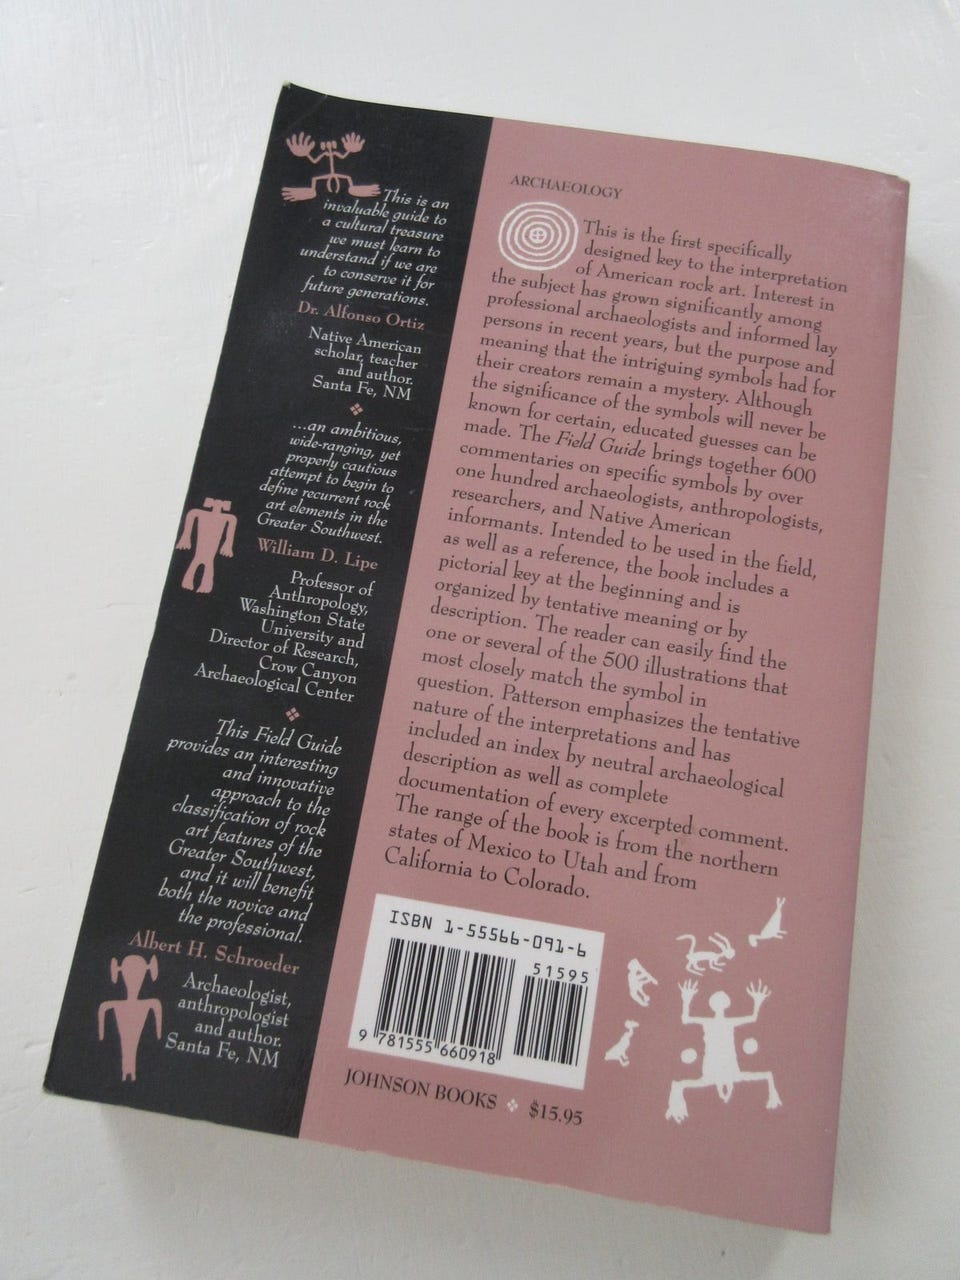 This is an
invaluable guide to
a cultural treasure
we must learn to
understand if we are
to conserve it for
future generations.
Dr. Alfonso Ortiz
Native American
scholar, teacher
and author.
Santa Fe, NM
...an ambitious,
wide-ranging, yet
properly cautious
attempt to begin to
define recurrent rock
art elements in the
Greater Southwest.
William D. Lipe
Professor of
Anthropology,
Washington State
University and
Director of Research,
Crow Canyon
Archaeological Center
This Field Guide
provides an interesting
and innovative
approach to the
classification of rock
art features of the
Greater Southwest,
and it will benefit
both the novice and
the professional.
Albert H. Schroeder
Archaeologist,
anthropologist
and author.
Santa Fe, NM
ARCHAEOLOGY
This is the first specifically
designed key to the interpretation
of American rock art. Interest in
the subject has grown significantly among
professional archaeologists and informed lay
persons in recent years, but the purpose and
meaning that the intriguing symbols had for
their creators remain a mystery. Although
the significance of the symbols will never be
known for certain, educated guesses can be
made. The Field Guide brings together 600
commentaries on specific symbols by over
one hundred archaeologists, anthropologists,
researchers, and Native American
informants. Intended to be used in the field,
as well as a reference, the book includes a
pictorial key at the beginning and is
organized by tentative meaning or by
description. The reader can easily find the
one or several of the 500 illustrations that
most closely match the symbol in
question. Patterson emphasizes the tentative
nature of the interpretations and has
included an index by neutral archaeological
description as well as complete
documentation of every excerpted comment.
The range of the book is from the northern
states of Mexico to Utah and from
California to Colorado.
ISBN 1-55566-091-6
51595
9 781555 660918
JOHNSON BOOKS ❖ $15.95